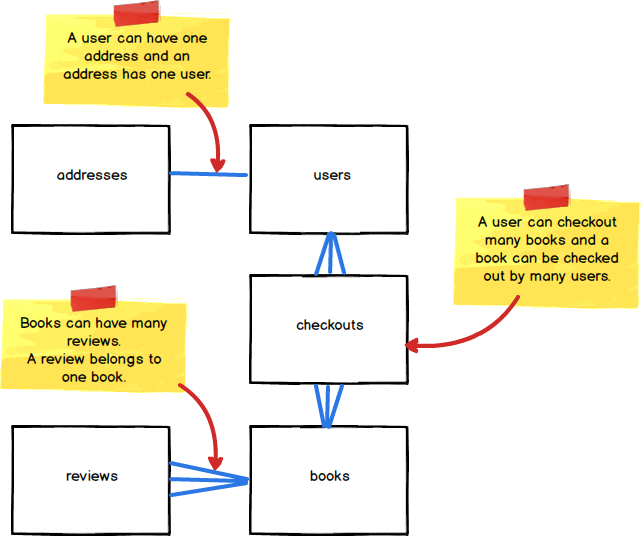 A user can have one
address and an
address has one user.
addresses
users
A user can checkout
many books and a
book can be checked
out by many users.
checkouts
Books can have many
reviews.
A review belongs to
one book.
reviews
books